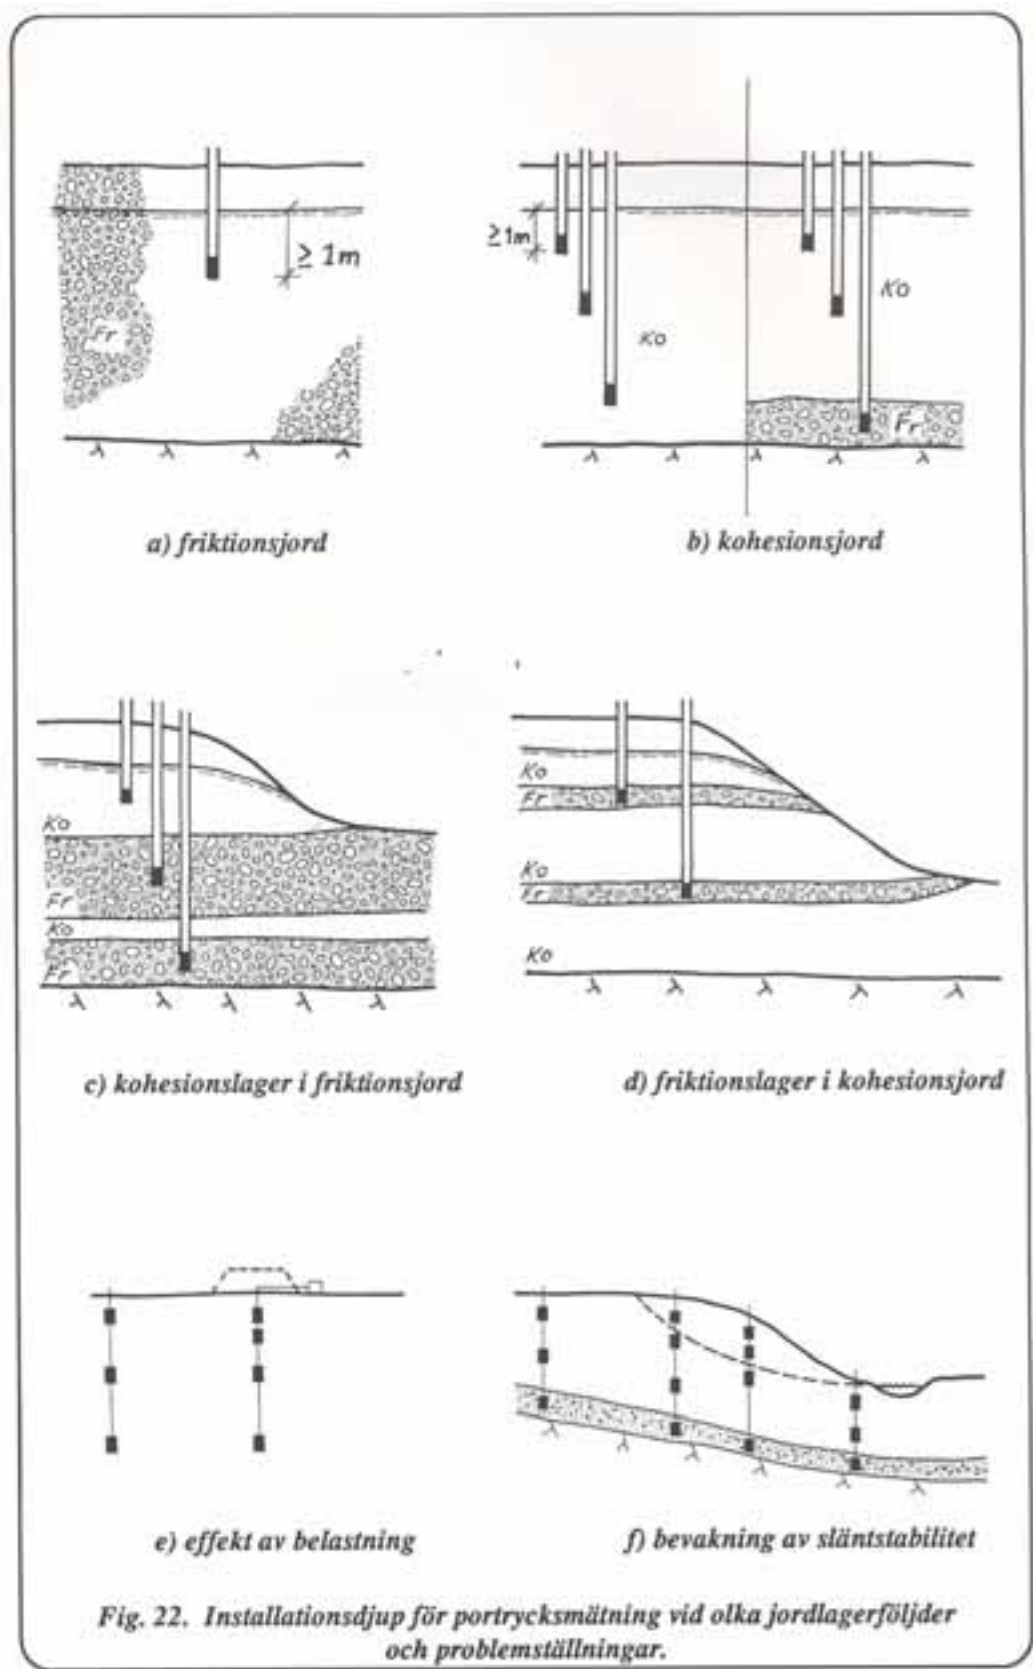 ≥ 1m
Fr
a) friktionsjord
≥1m
Ko
Ko
Fr
b) kohesionsjord
Ko
Fr
Ko
Fr
c) kohesionslager i friktionsjord
Ko
Fr
Ko
Fr
Ko
d) friktionslager i kohesionsjord
e) effekt av belastning
f) bevakning av släntstabilitet
Fig. 22. Installationsdjup för portrycksmätning vid olka jordlagerföljder
och problemställningar.